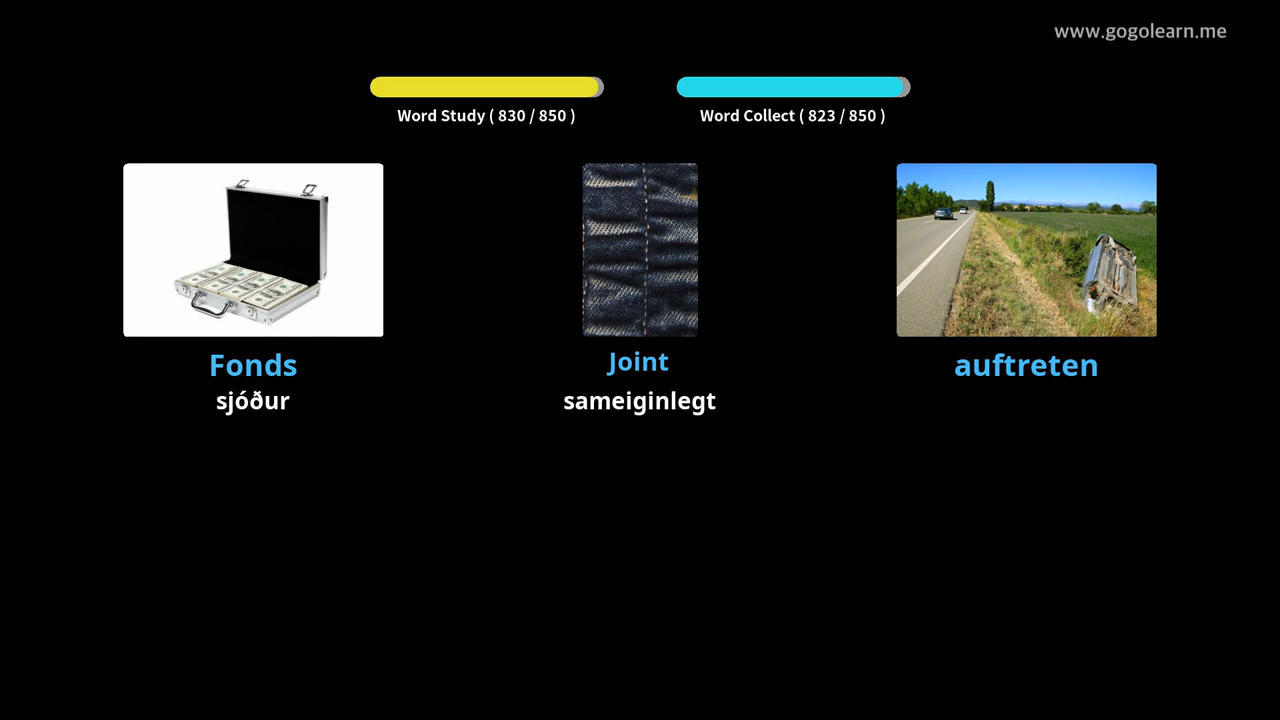 www.gogolearn.me
Word Study ( 830 / 850 )
Word Collect ( 823 / 850 )
Fonds
sjóður
Joint
sameiginlegt
auftreten